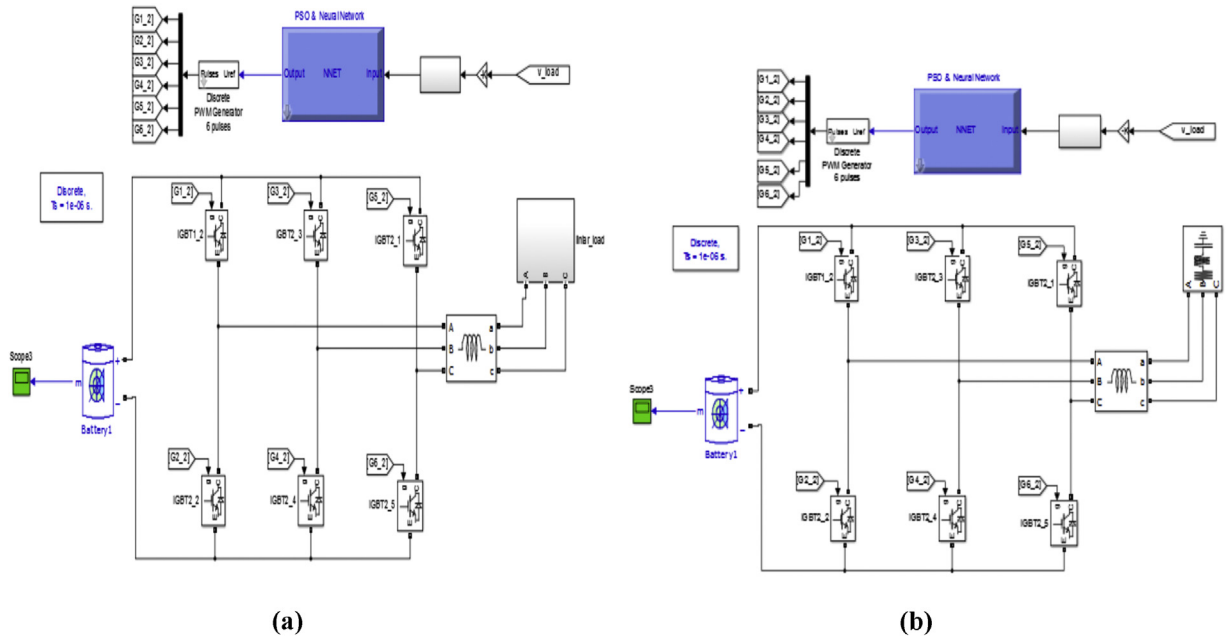 PSO & Neural Network
G1_2]
G2_2]
G3_2]
G4_2]
G5_2]
G6_2]
Pulses Uref
Discrete
PWM Generator
6 pulses
Output NNET Input
v_load
Discrete,
Ts = 1e-06 s.
[G1_2]
[G3_2]
[G5_2]
g C
g C
g C
E
E
E
IGBT1_2
IGBT2_3
IGBT2_1
linlar_load
A B C
A a
B b
C c
Scope3
m
+
−
Battery1
[G2_2]
[G4_2]
[G6_2]
g C
g C
g C
E
E
E
IGBT2_2
IGBT2_4
IGBT2_5
(a)
PSO & Neural Network
G1_2]
G2_2]
G3_2]
G4_2]
G5_2]
G6_2]
Pulses Uref
Discrete
PWM Generator
6 pulses
Output NNET Input
v_load
Discrete,
Ts = 1e-06 s.
[G1_2]
[G3_2]
[G5_2]
g C
g C
g C
E
E
E
IGBT1_2
IGBT2_3
IGBT2_1
A B C
A a
B b
C c
Scope3
m
+
−
Battery1
[G2_2]
[G4_2]
[G6_2]
g C
g C
g C
E
E
E
IGBT2_2
IGBT2_4
IGBT2_5
(b)